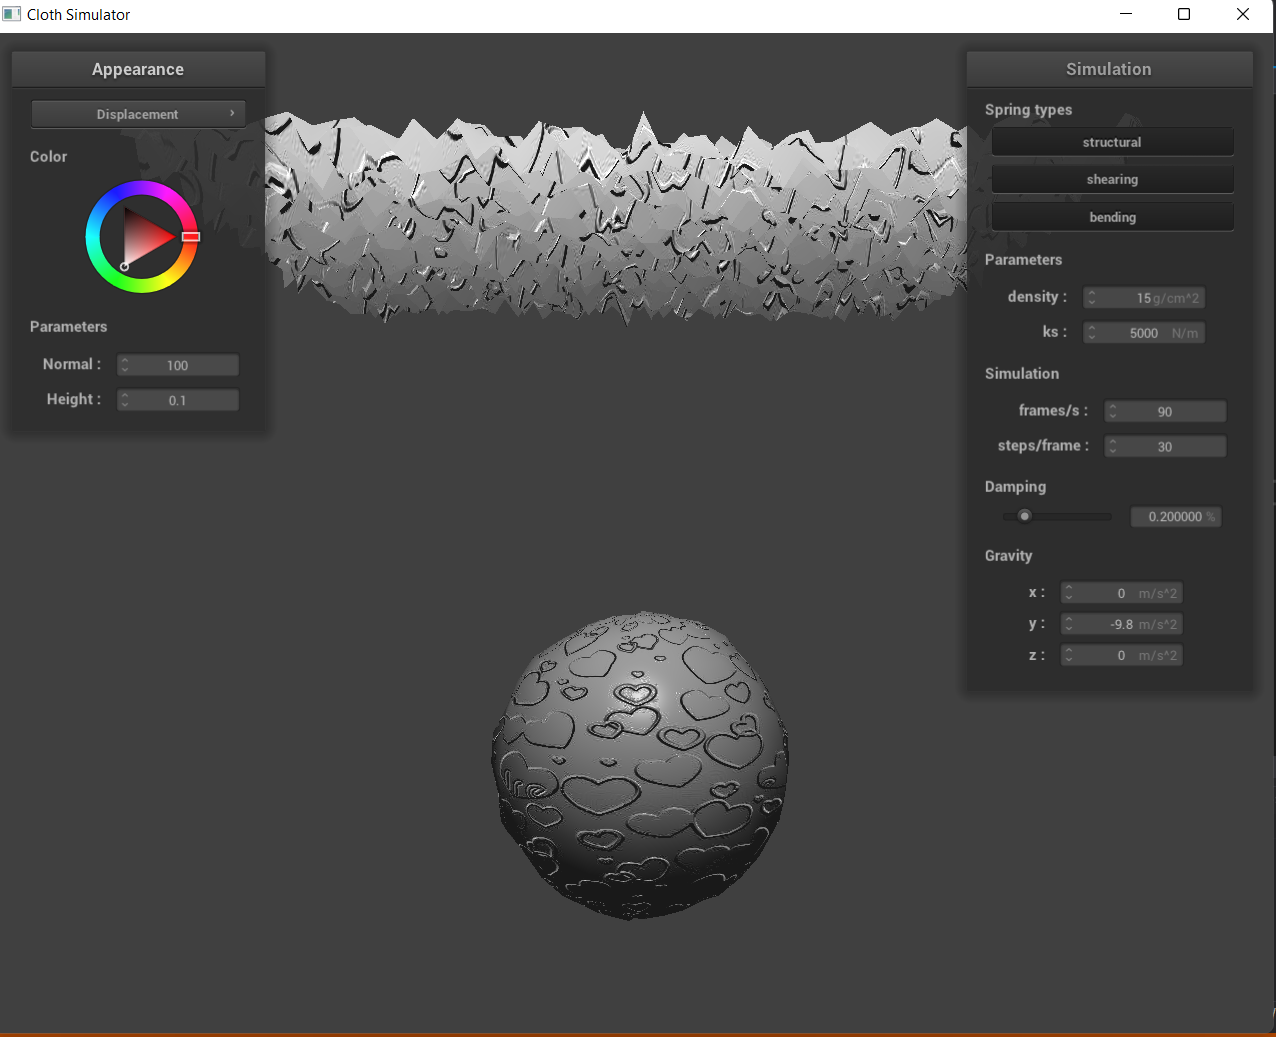 Cloth Simulator
Appearance
Displacement
Color
Parameters
Normal : 100
Height : 0.1
Simulation
Spring types
structural
shearing
bending
Parameters
density : 15 g/cm^2
ks : 5000 N/m
Simulation
frames/s : 90
steps/frame : 30
Damping
0.200000 %
Gravity
x : 0 m/s^2
y : -9.8 m/s^2
z : 0 m/s^2